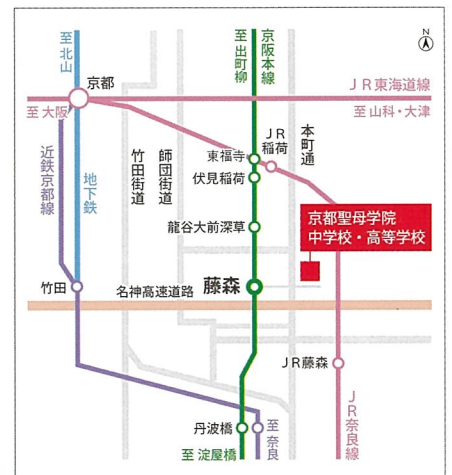 N
至北山
至出町柳
京阪本線
京都
JR東海道線
至大阪
至山科・大津
JR
稲荷
本町通
東福寺
伏見稲荷
近鉄京都線
地下鉄
竹田街道
師団街道
龍谷大前深草
京都聖母学院
中学校・高等学校
竹田
名神高速道路
藤森
JR藤森
JR奈良線
丹波橋
至奈良
至淀屋橋